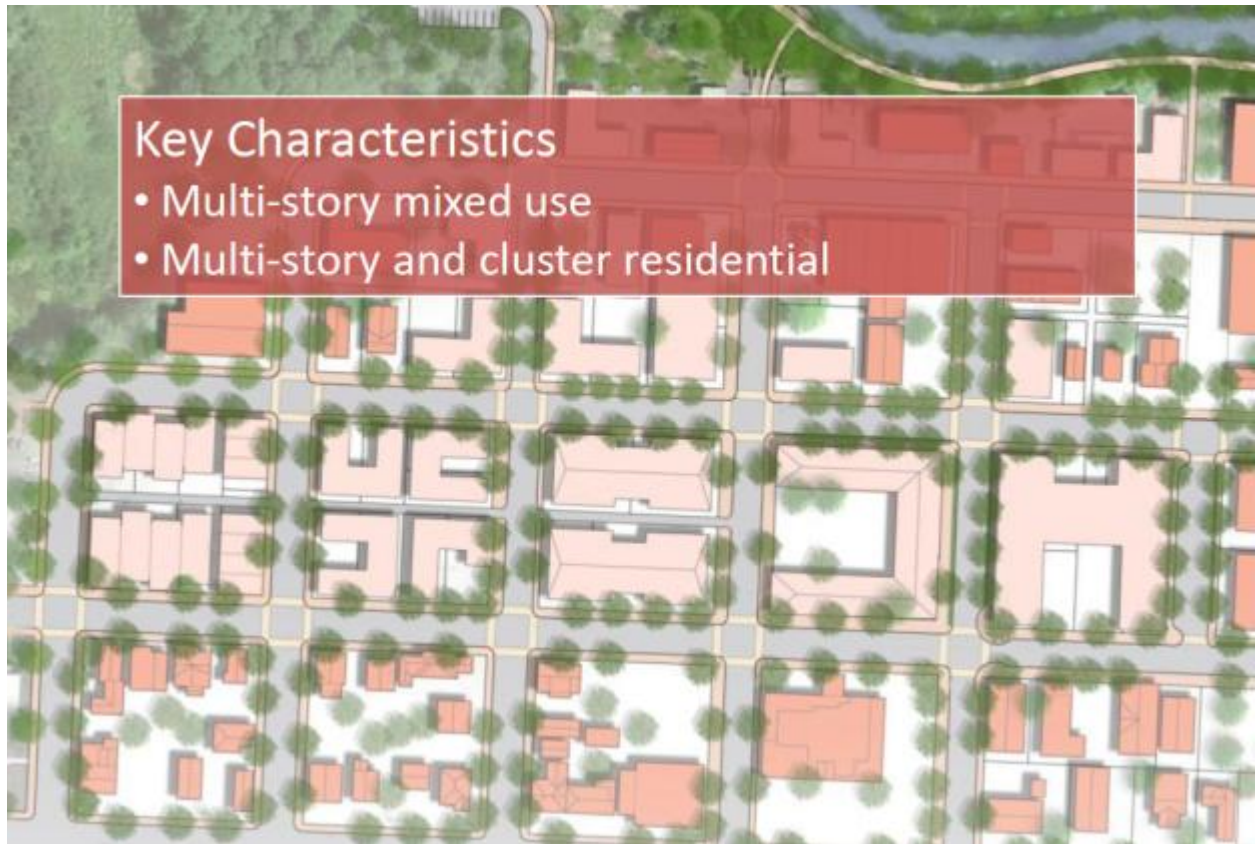 Key Characteristics
• Multi-story mixed use
• Multi-story and cluster residential